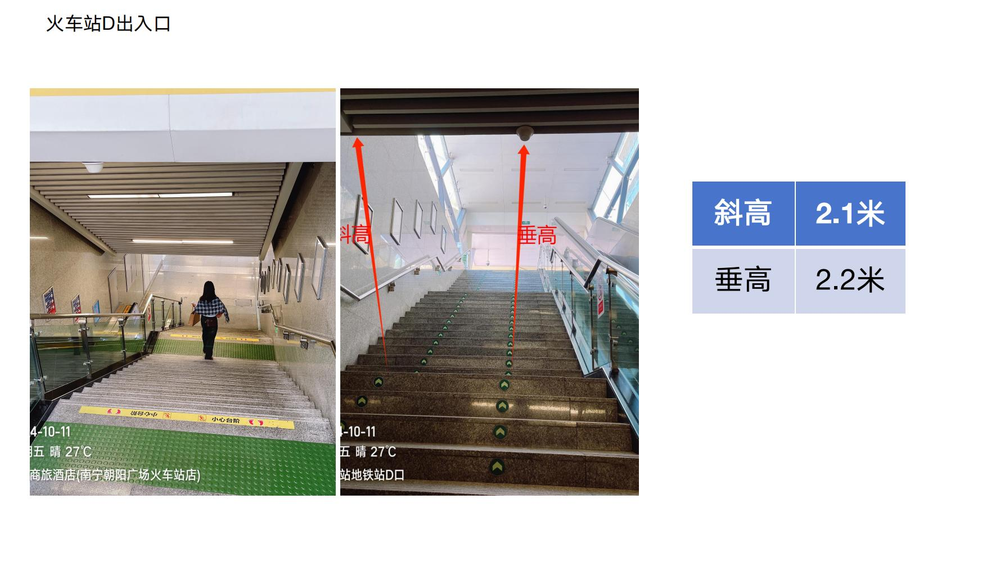 火车站D出入口
小心台阶
小心台阶
4-10-11
五 晴 27℃
商旅酒店(南宁朝阳广场火车站店)
斜高
垂高
4-10-11
五 晴 27℃
站地铁站D口
斜高 2.1米
垂高 2.2米